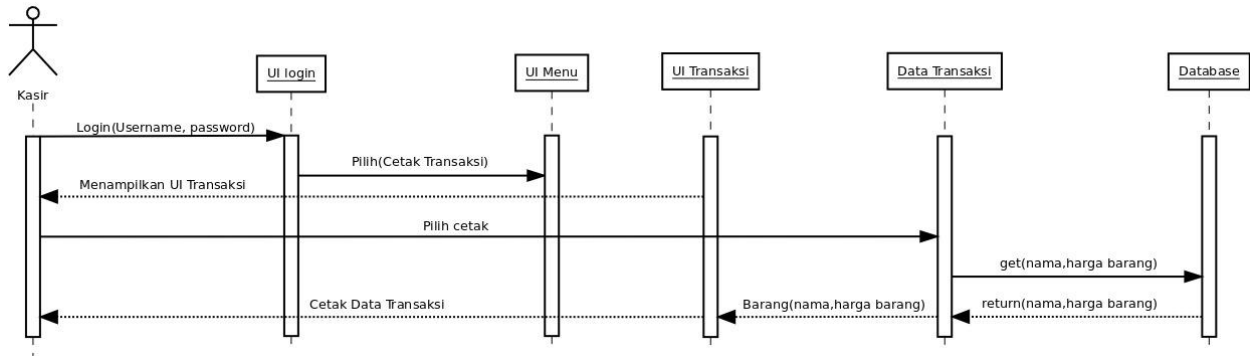 Kasir
UI login
UI Menu
UI Transaksi
Data Transaksi
Database
Login(Username, password)
Pilih(Cetak Transaksi)
Menampilkan UI Transaksi
Pilih cetak
get(nama,harga barang)
Cetak Data Transaksi
Barang(nama,harga barang)
return(nama,harga barang)